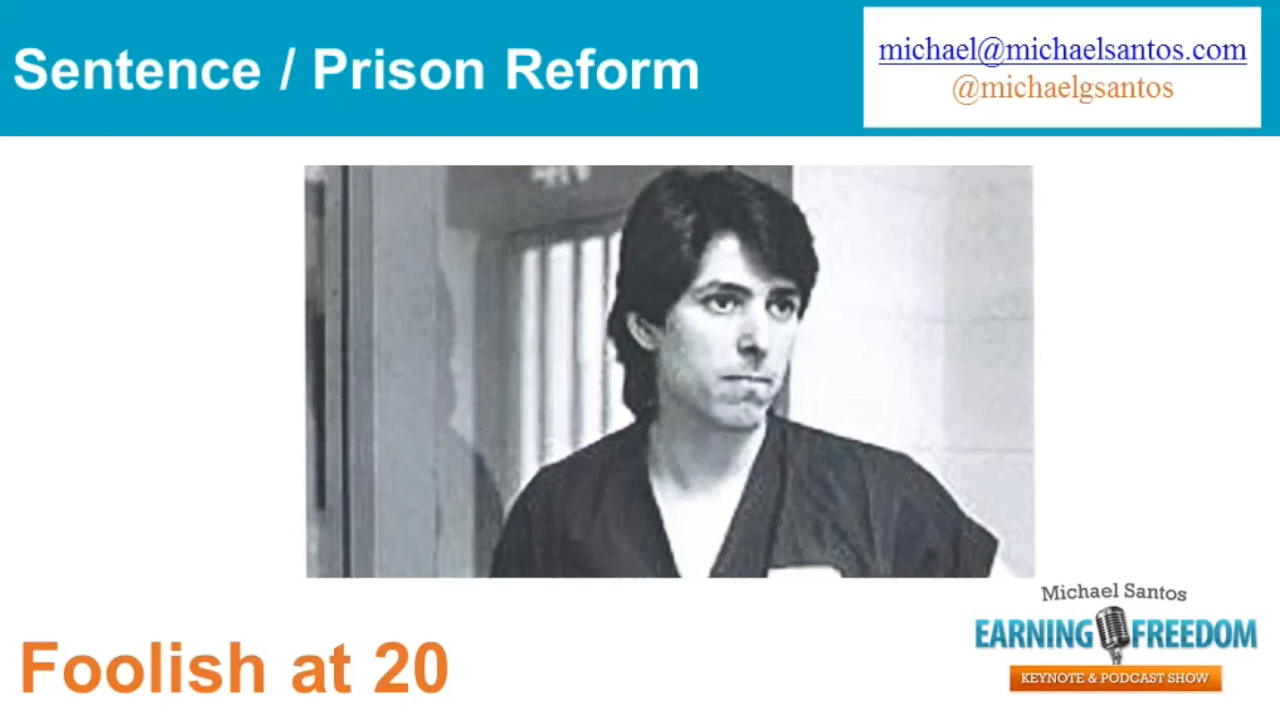 Sentence / Prison Reform
michael@michaelsantos.com
@michaelgsantos
Foolish at 20
Michael Santos
EARNING FREEDOM
KEYNOTE & PODCAST SHOW